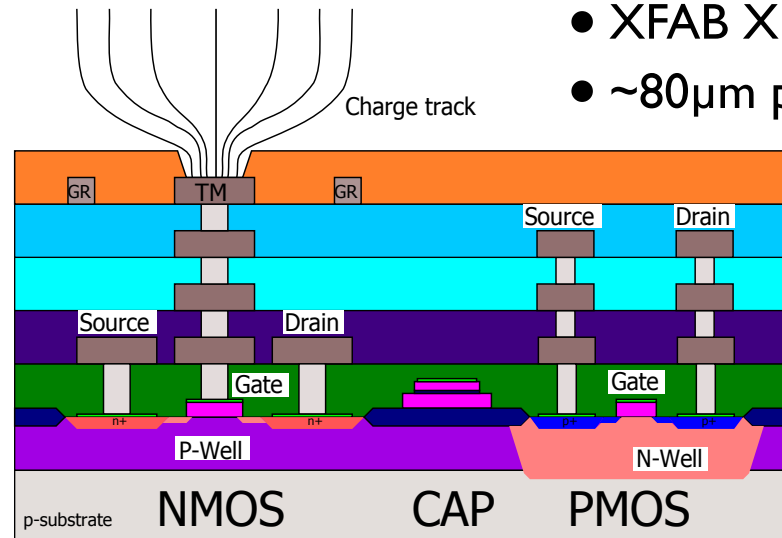 • XFAB X
• ~80µm p
Charge track
GR TM GR
Source Drain
Source Drain
Gate Gate
n+ n+ p+ p+
P-Well N-Well
p-substrate NMOS CAP PMOS